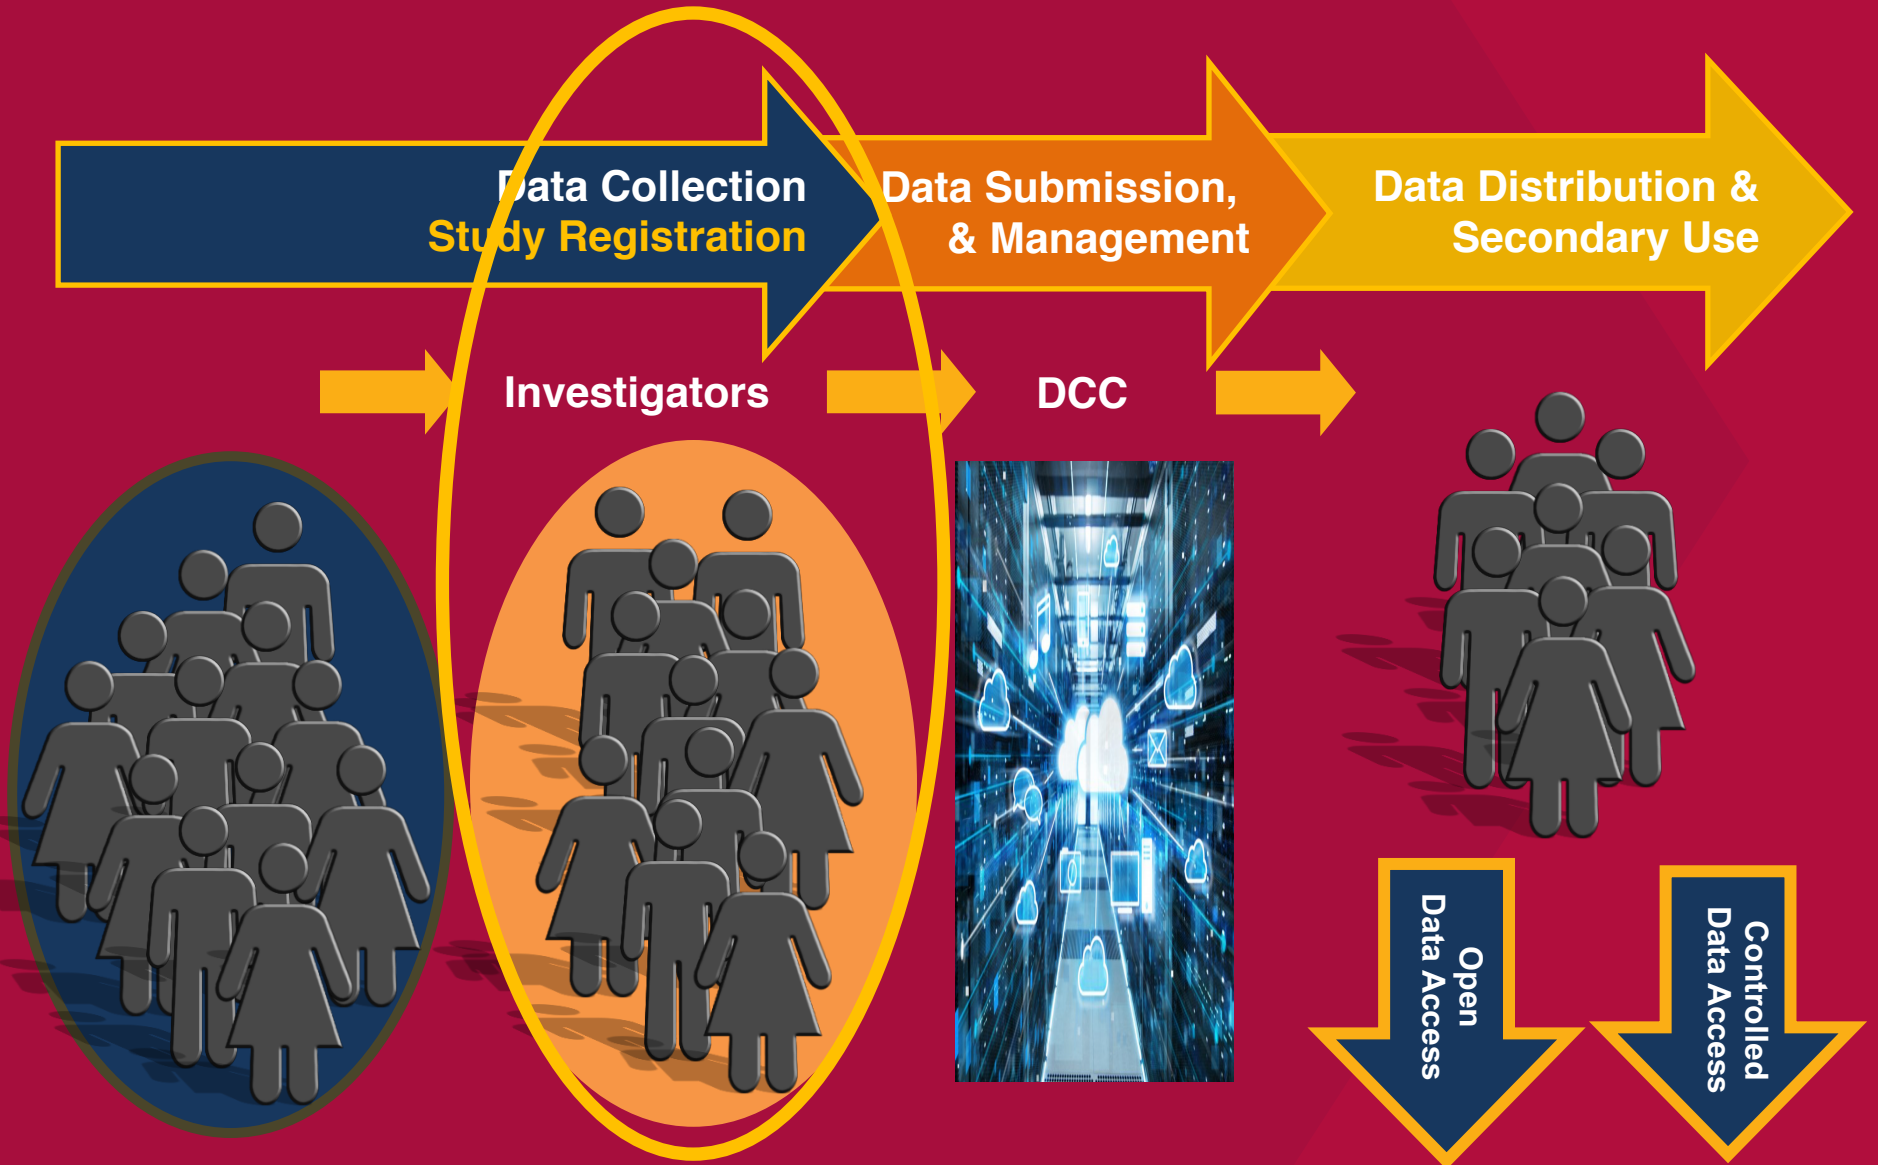 Data Collection
Study Registration
Data Submission,
& Management
Data Distribution &
Secondary Use
Investigators
DCC
Open
Data Access
Controlled
Data Access